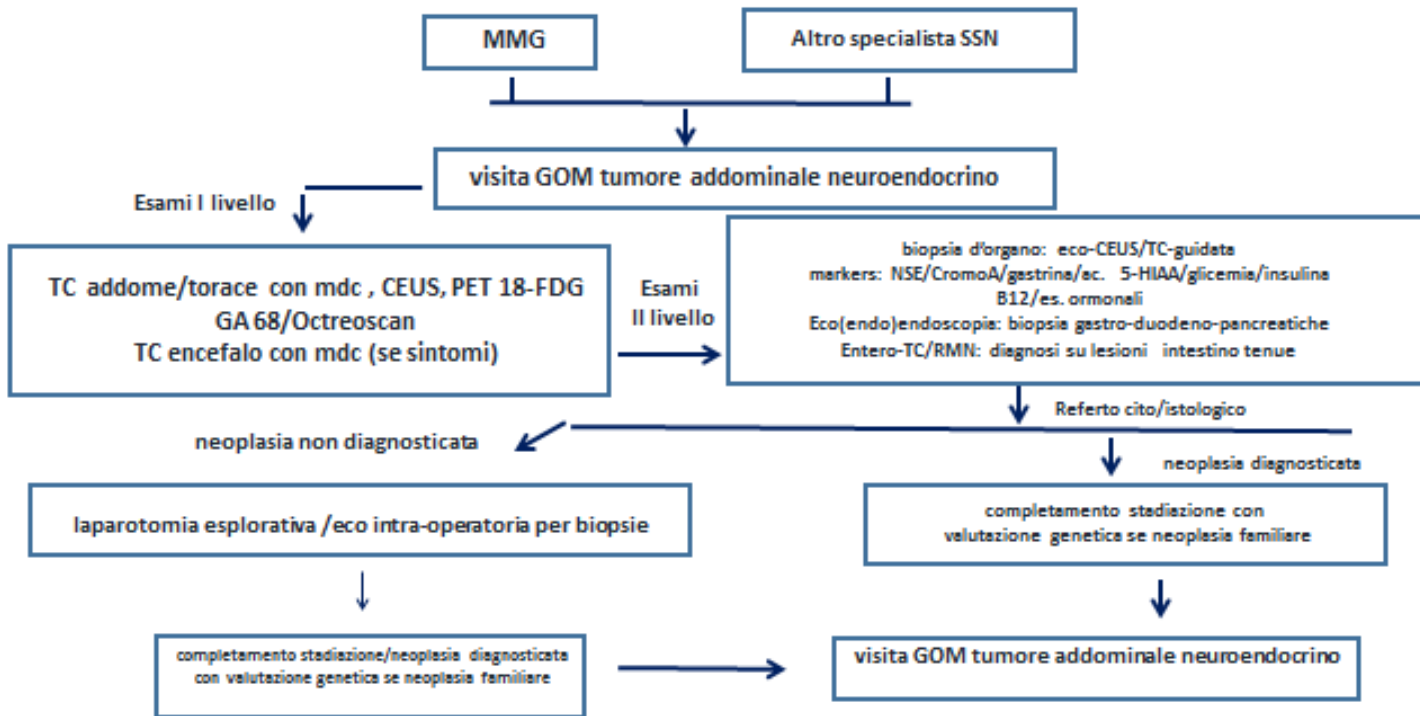 MMG
Altro specialista SSN
visita GOM tumore addominale neuroendocrino
Esami I livello
TC addome/torace con mdc , CEUS, PET 18-FDG
GA 68/Octreoscan
TC encefalo con mdc (se sintomi)
Esami
II livello
biopsia d'organo: eco-CEUS/TC-guidata
markers: NSE/CromoA/gastrina/ac. 5-HIAA/glicemia/insulina
B12/es. ormonali
Eco(endo)endoscopia: biopsia gastro-duodeno-pancreatiche
Entero-TC/RMN: diagnosi su lesioni intestino tenue
Referto cito/istologico
neoplasia non diagnosticata
neoplasia diagnosticata
laparotomia esplorativa /eco intra-operatoria per biopsie
completamento stadiazione con
valutazione genetica se neoplasia familiare
completamento stadiazione/neoplasia diagnosticata
con valutazione genetica se neoplasia familiare
visita GOM tumore addominale neuroendocrino